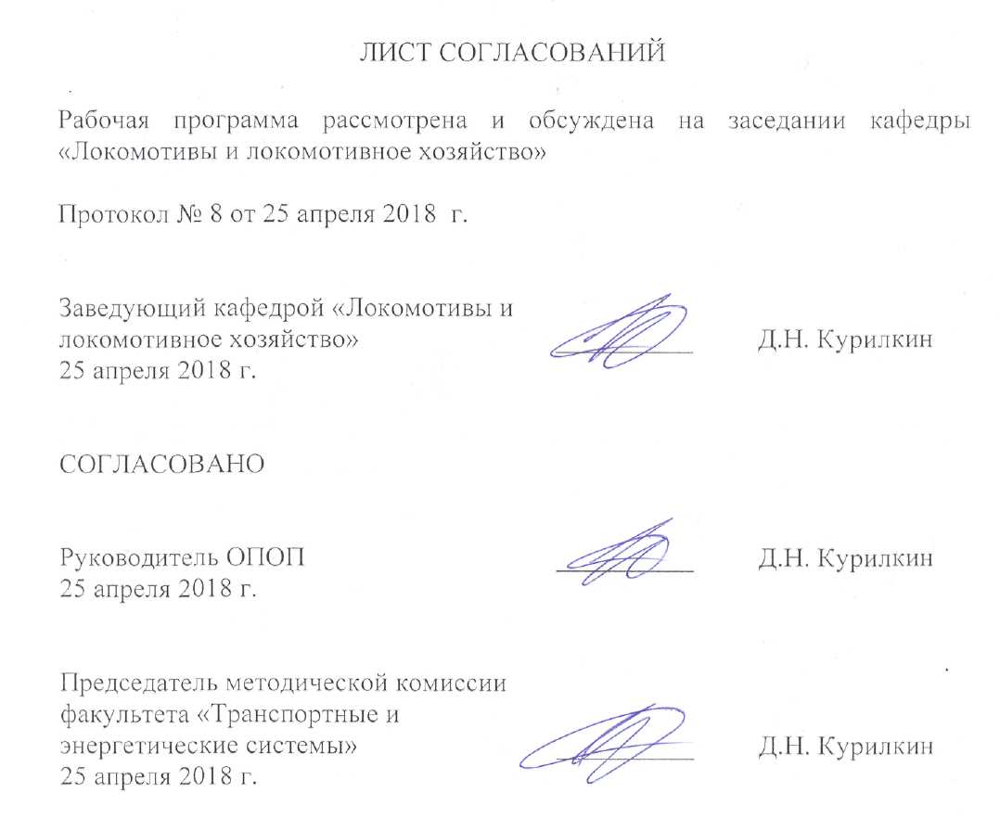 ЛИСТ СОГЛАСОВАНИЙ
Рабочая программа рассмотрена и обсуждена на заседании кафедры
«Локомотивы и локомотивное хозяйство»
Протокол № 8 от 25 апреля 2018 г.
Заведующий кафедрой «Локомотивы и
локомотивное хозяйство» Д.Н. Курилкин
25 апреля 2018 г.
СОГЛАСОВАНО
Руководитель ОПОП Д.Н. Курилкин
25 апреля 2018 г.
Председатель методической комиссии
факультета «Транспортные и
энергетические системы» Д.Н. Курилкин
25 апреля 2018 г.